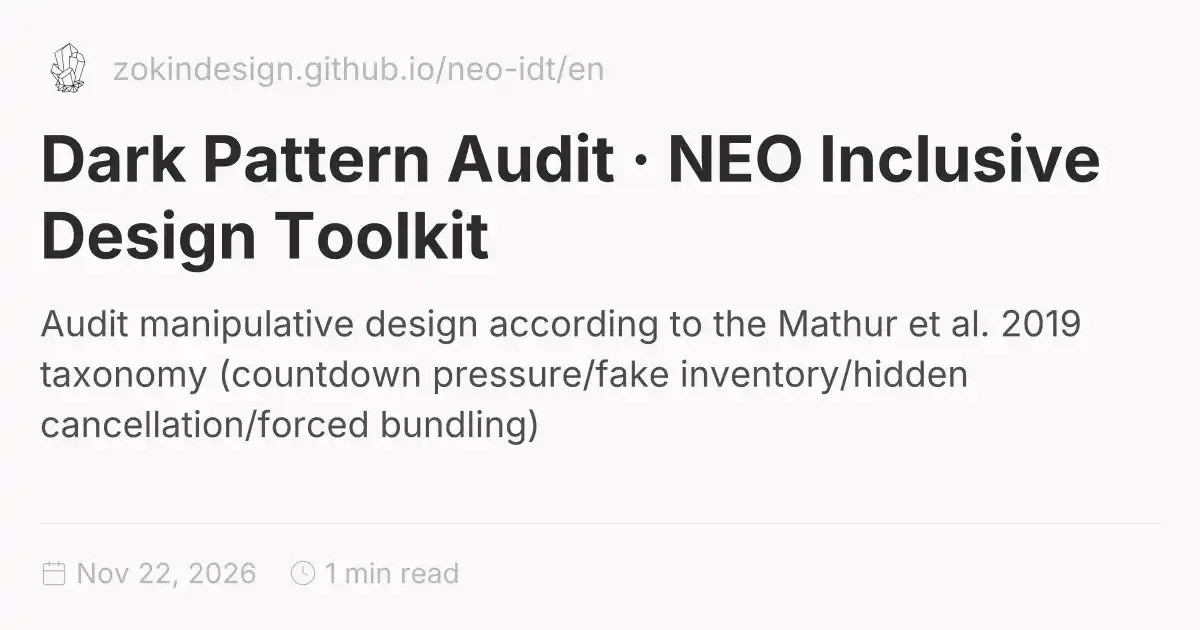 zokindesign.github.io/neo-idt/en
Dark Pattern Audit · NEO Inclusive
Design Toolkit
Audit manipulative design according to the Mathur et al. 2019
taxonomy (countdown pressure/fake inventory/hidden
cancellation/forced bundling)
Nov 22, 2026 1 min read